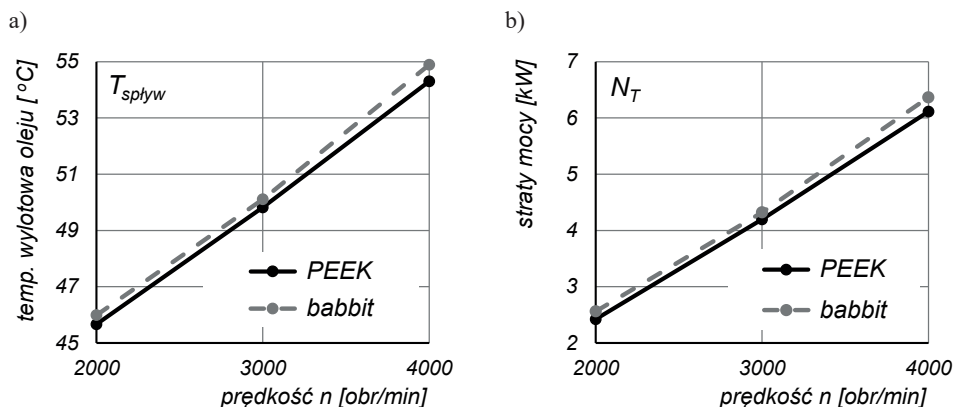 a)
temp. wylotowa oleju [°C]
55
53
51
49
47
45
T_spływ
PEEK
babbit
2000 3000 4000
prędkość n [obr/min]
b)
straty mocy [kW]
7
6
5
4
3
2
N_T
PEEK
babbit
2000 3000 4000
prędkość n [obr/min]